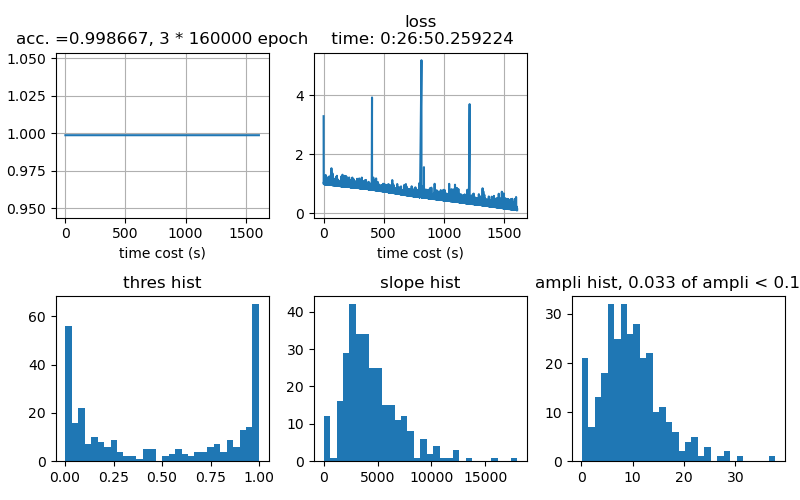 acc. =0.998667, 3 * 160000 epoch
1.050
1.025
1.000
0.975
0.950
0 500 1000 1500
time cost (s)
loss
time: 0:26:50.259224
4
2
0
0 500 1000 1500
time cost (s)
thres hist
60
40
20
0
0.00 0.25 0.50 0.75 1.00
slope hist
40
30
20
10
0
0 5000 10000 15000
ampli hist, 0.033 of ampli < 0.1
30
20
10
0
0 10 20 30